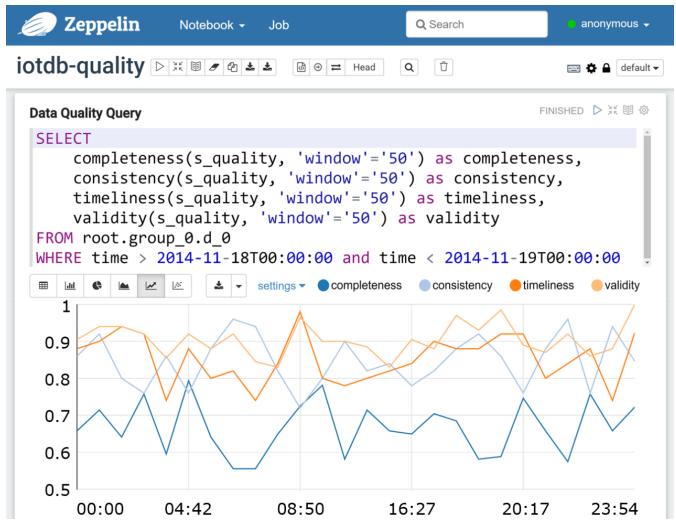 Zeppelin Notebook Job Search anonymous
iotdb-quality Head default
Data Quality Query FINISHED
SELECT
completeness(s_quality, 'window'='50') as completeness,
consistency(s_quality, 'window'='50') as consistency,
timeliness(s_quality, 'window'='50') as timeliness,
validity(s_quality, 'window'='50') as validity
FROM root.group_0.d_0
WHERE time > 2014-11-18T00:00:00 and time < 2014-11-19T00:00:00
settings completeness consistency timeliness validity
1
0.9
0.8
0.7
0.6
0.5
00:00 04:42 08:50 16:27 20:17 23:54